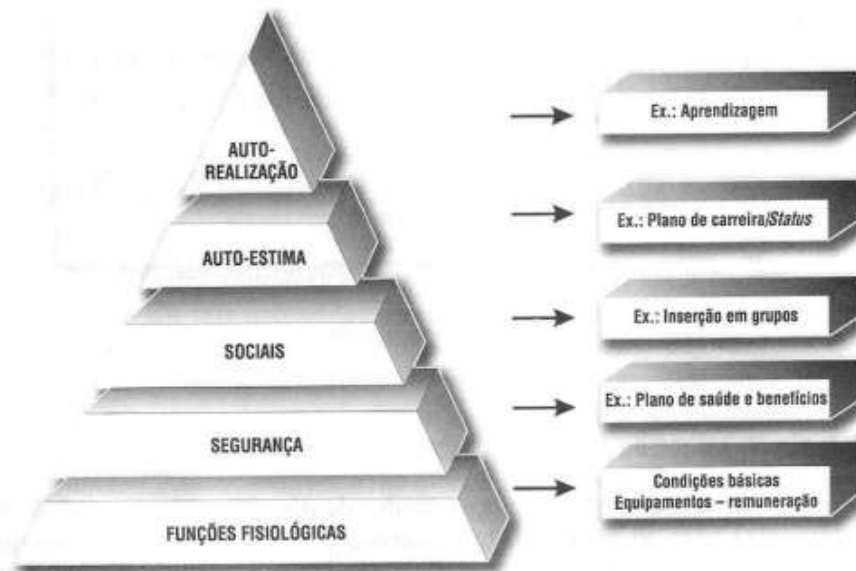 AUTO-
REALIZAÇÃO
Ex.: Aprendizagem
AUTO-ESTIMA
Ex.: Plano de carreira/Status
SOCIAIS
Ex.: Inserção em grupos
SEGURANÇA
Ex.: Plano de saúde e benefícios
FUNÇÕES FISIOLÓGICAS
Condições básicas
Equipamentos – remuneração